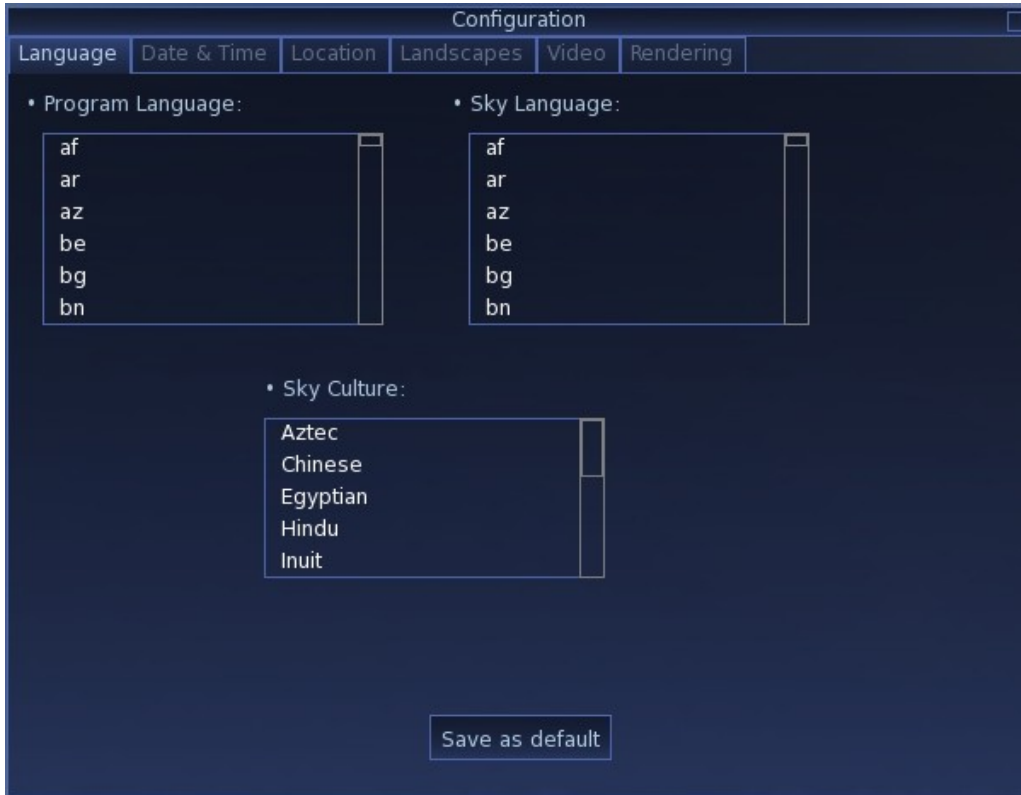 Configuration
Language Date & Time Location Landscapes Video Rendering
• Program Language:
af
ar
az
be
bg
bn
• Sky Language:
af
ar
az
be
bg
bn
• Sky Culture:
Aztec
Chinese
Egyptian
Hindu
Inuit
Save as default